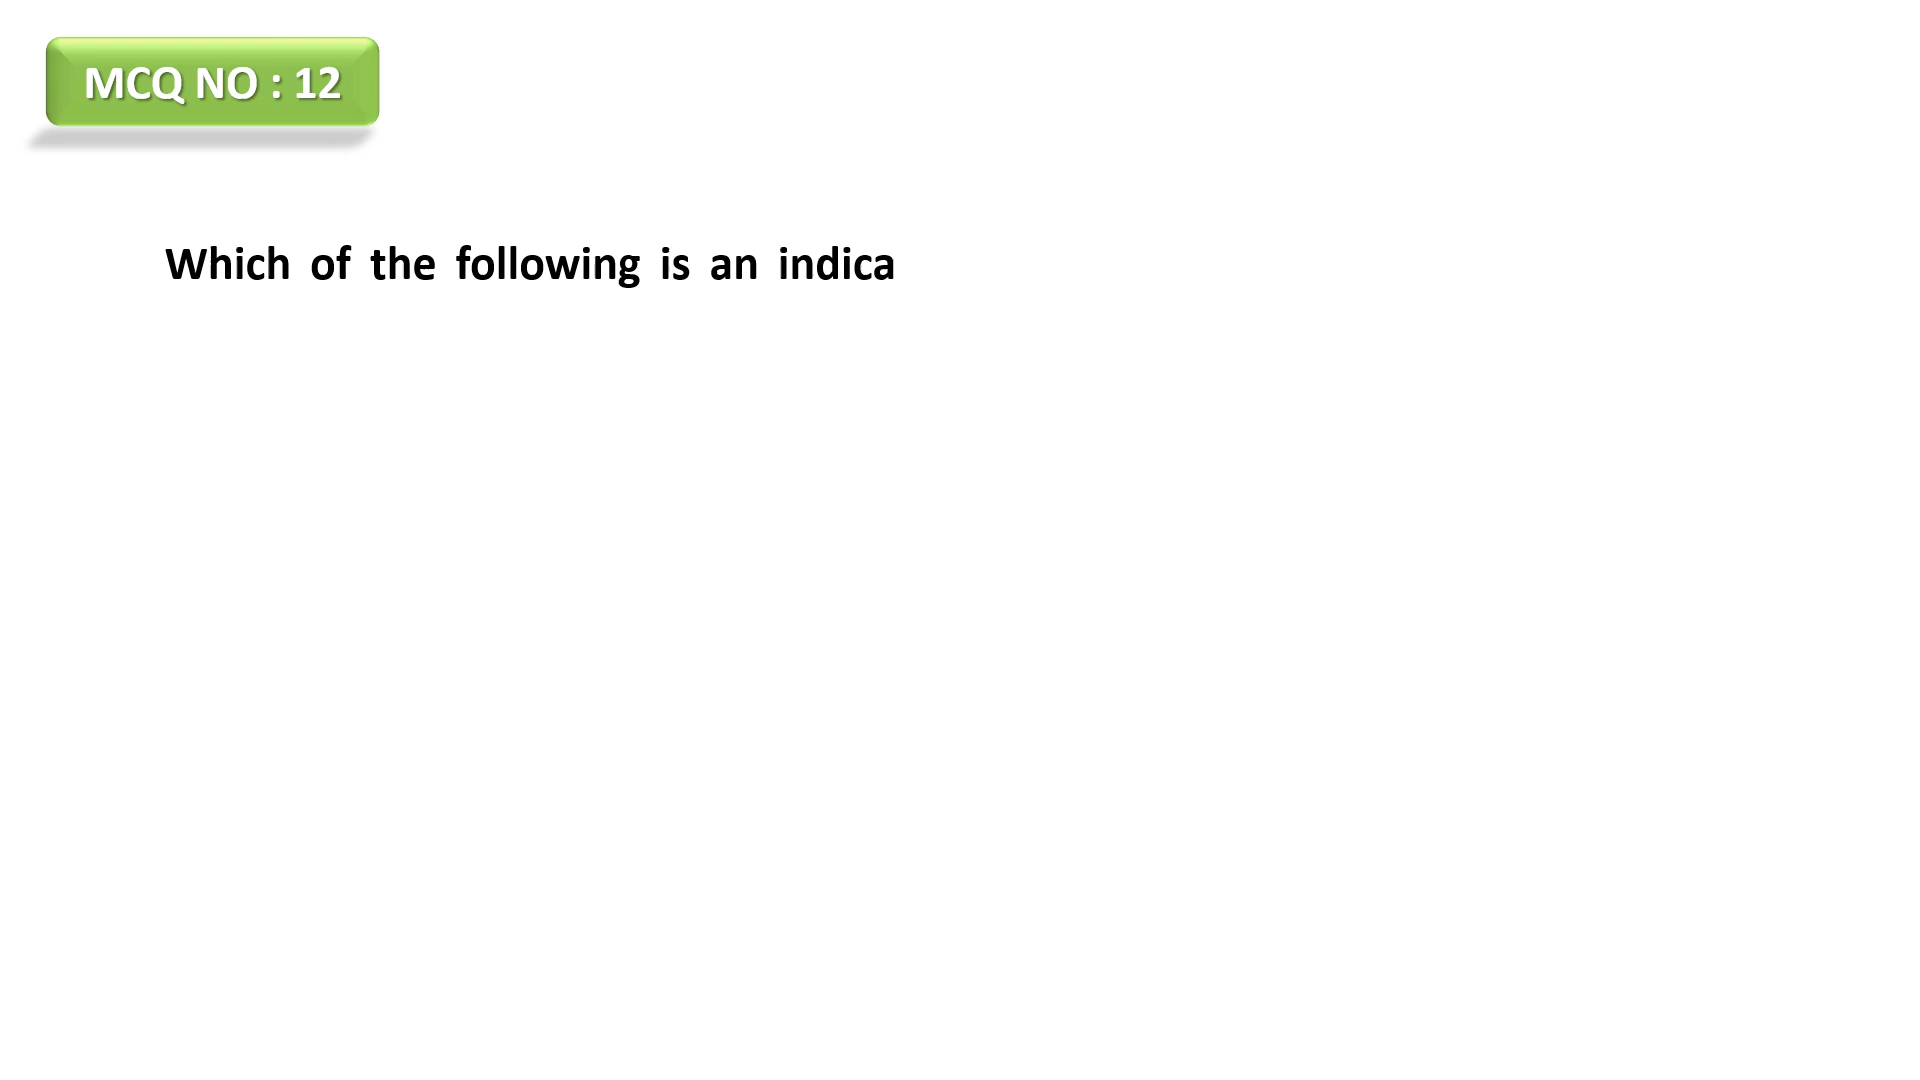 MCQ NO : 12
Which of the following is an indica